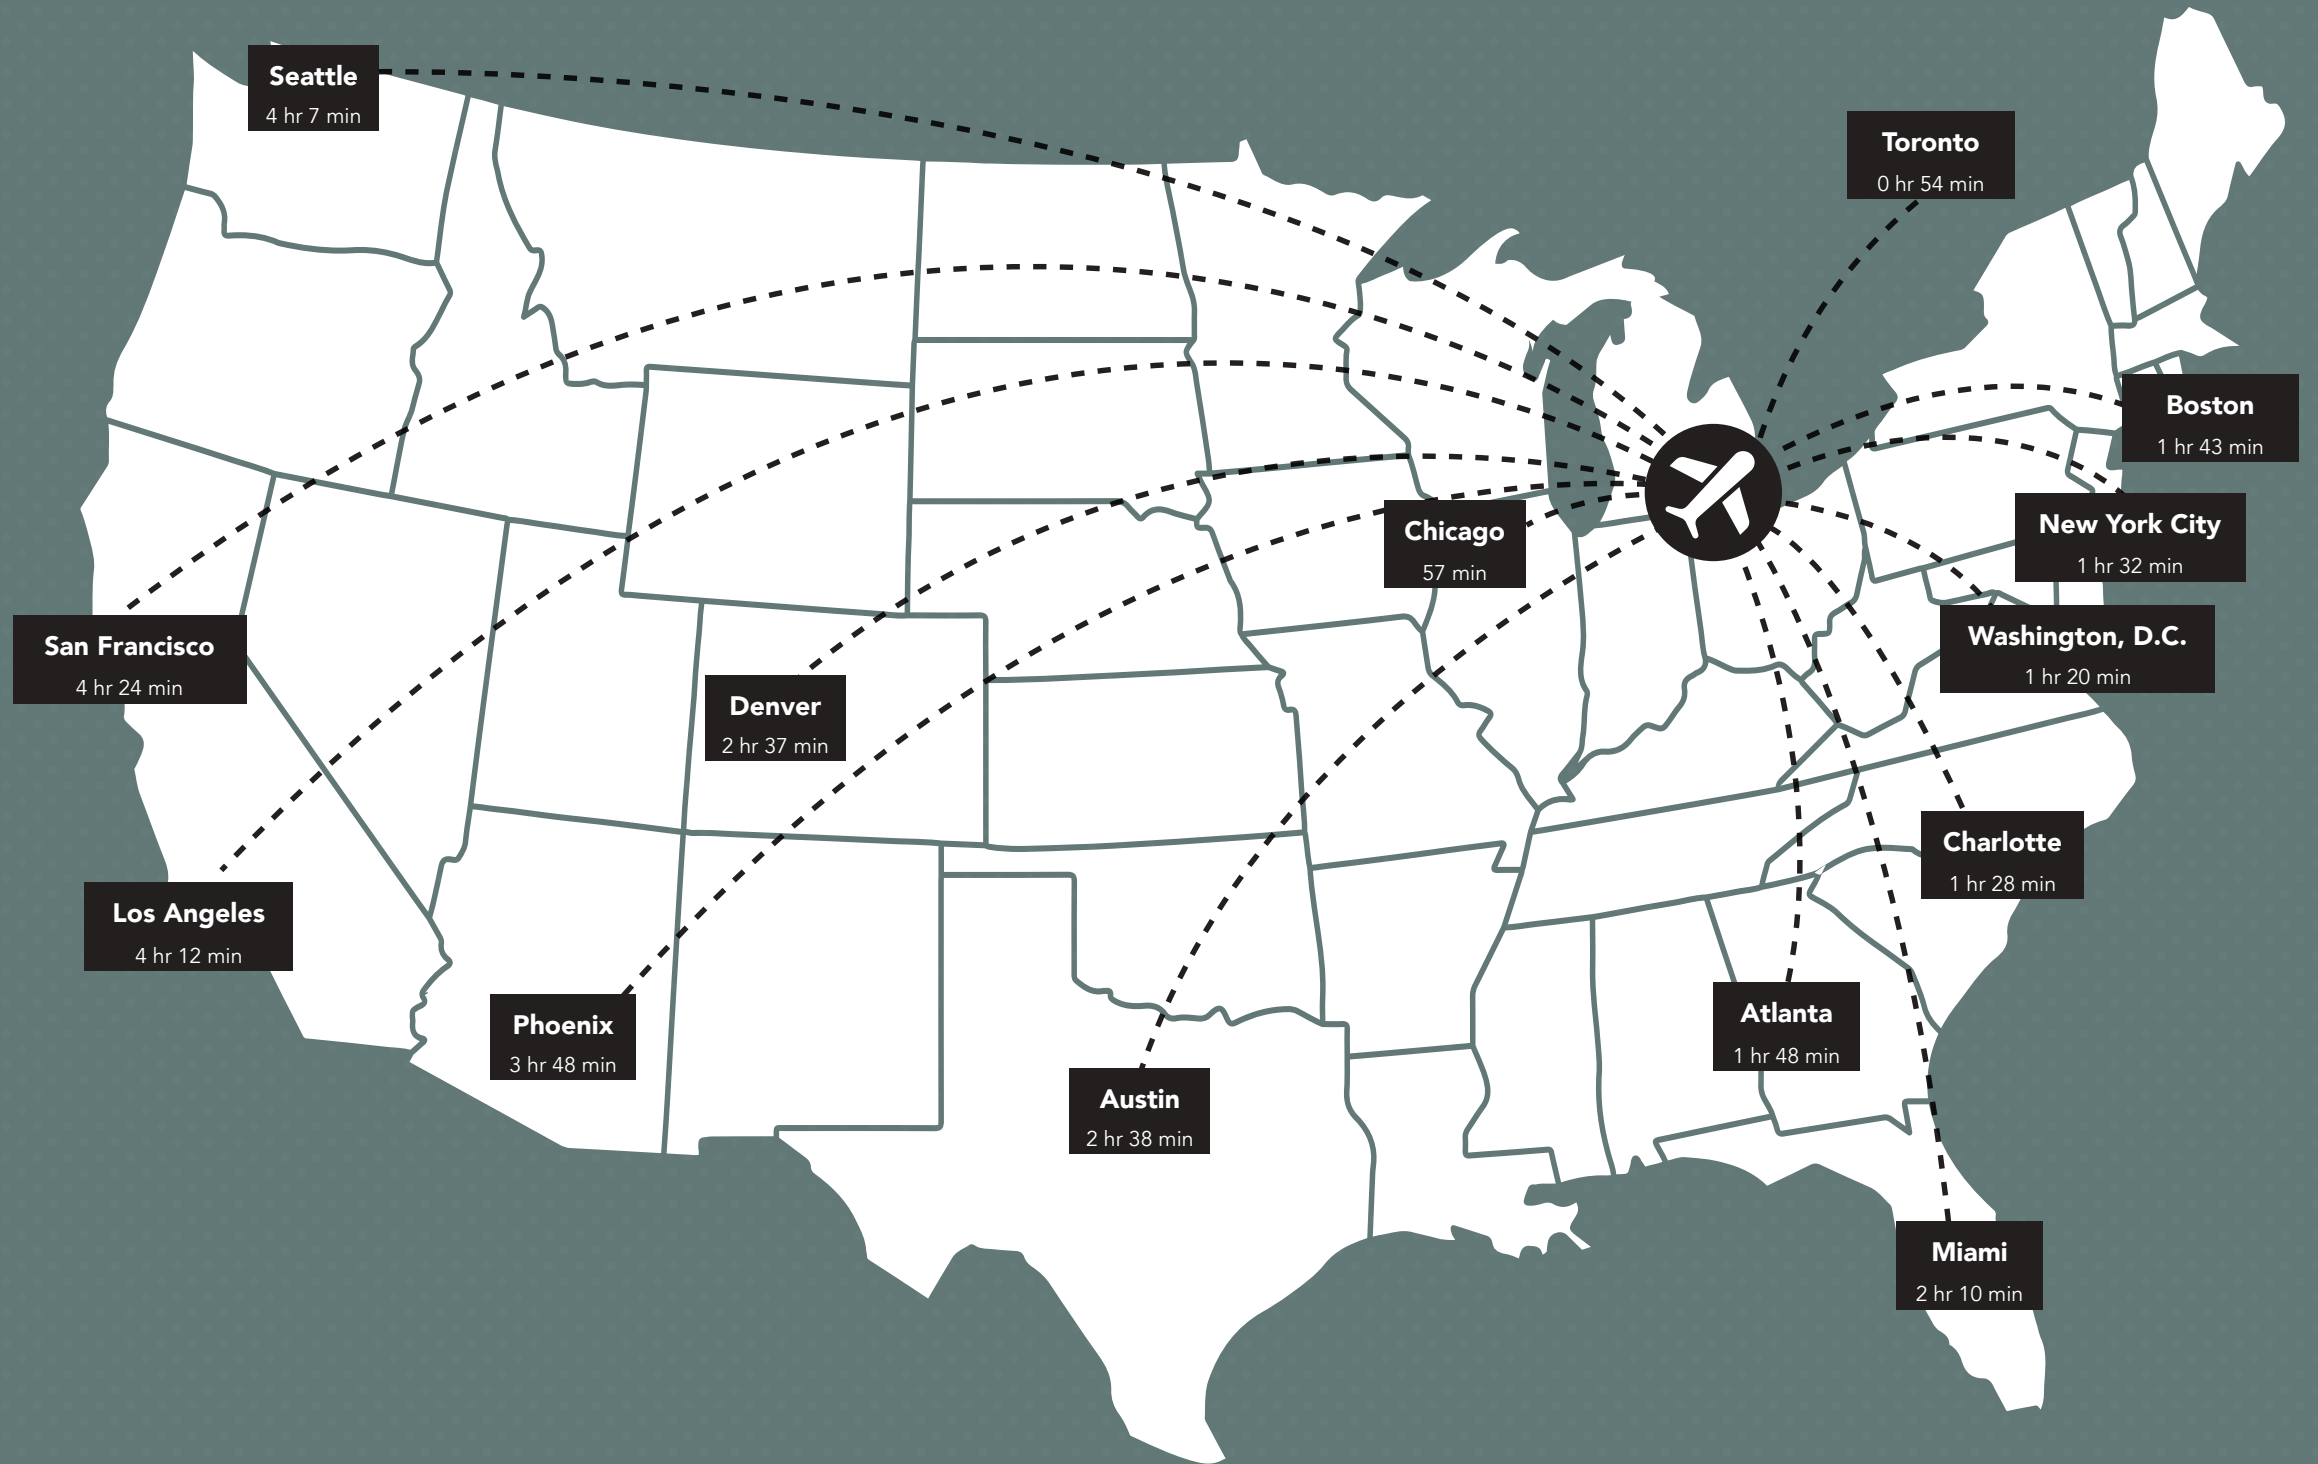 Seattle
4 hr 7 min
Toronto
0 hr 54 min
Boston
1 hr 43 min
New York City
1 hr 32 min
Chicago
57 min
Washington, D.C.
1 hr 20 min
San Francisco
4 hr 24 min
Denver
2 hr 37 min
Charlotte
1 hr 28 min
Los Angeles
4 hr 12 min
Phoenix
3 hr 48 min
Atlanta
1 hr 48 min
Austin
2 hr 38 min
Miami
2 hr 10 min